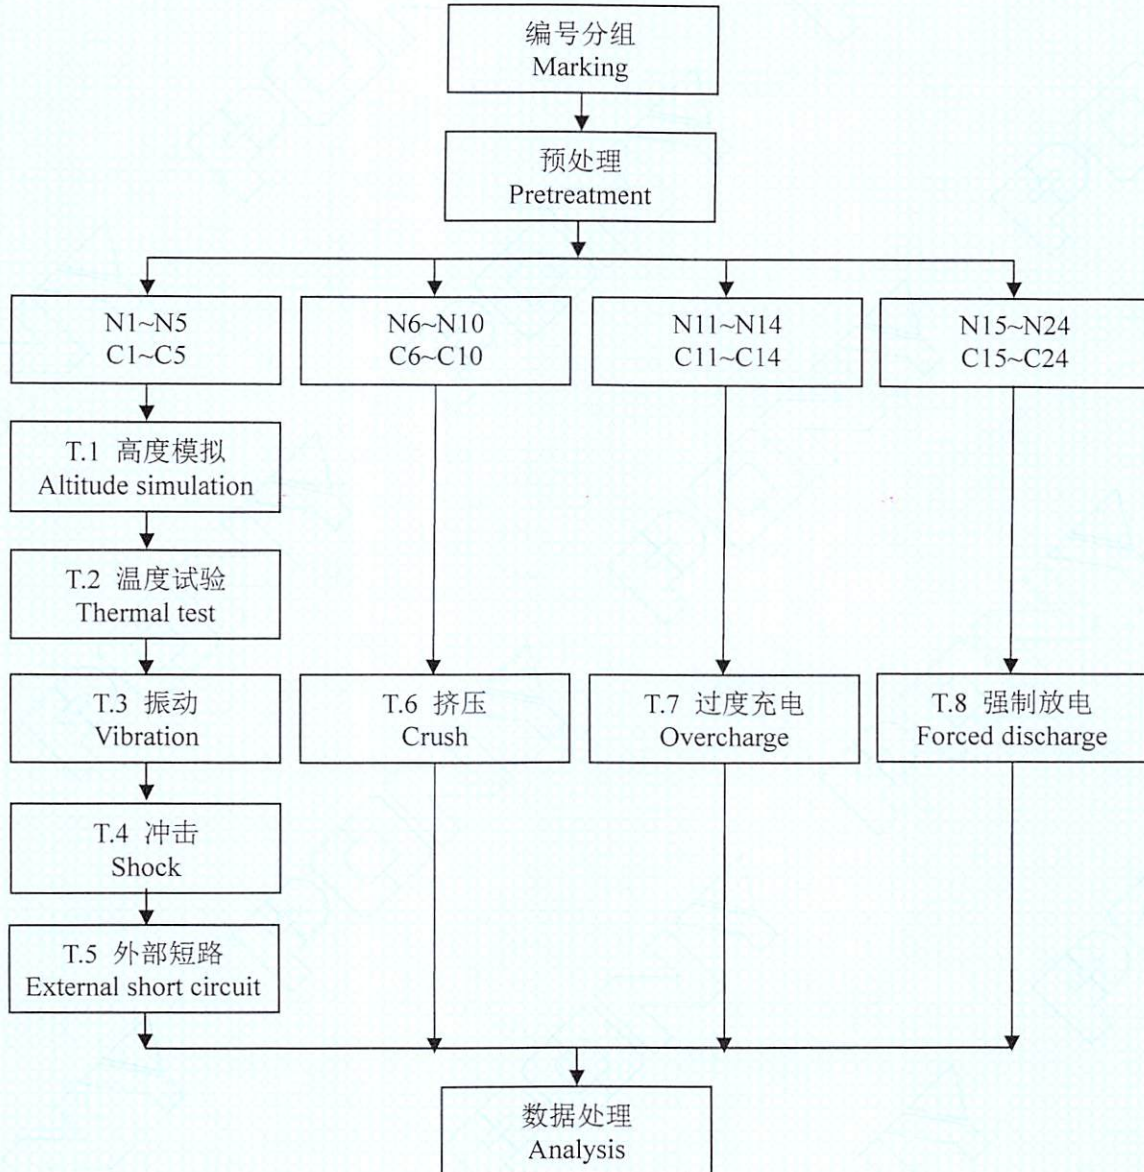 编号分组
Marking
预处理
Pretreatment
N1~N5
C1~C5
N6~N10
C6~C10
N11~N14
C11~C14
N15~N24
C15~C24
T.1 高度模拟
Altitude simulation
T.2 温度试验
Thermal test
T.3 振动
Vibration
T.6 挤压
Crush
T.7 过度充电
Overcharge
T.8 强制放电
Forced discharge
T.4 冲击
Shock
T.5 外部短路
External short circuit
数据处理
Analysis